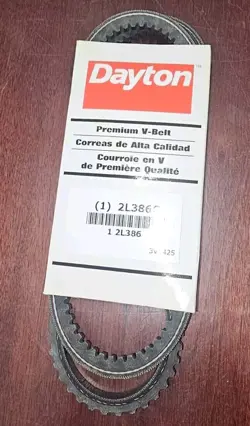 Dayton
Premium V-Belt
Correas de Alta Calidad
Courroie en V
de Première Qualité
(1) 2L386
1 2L386